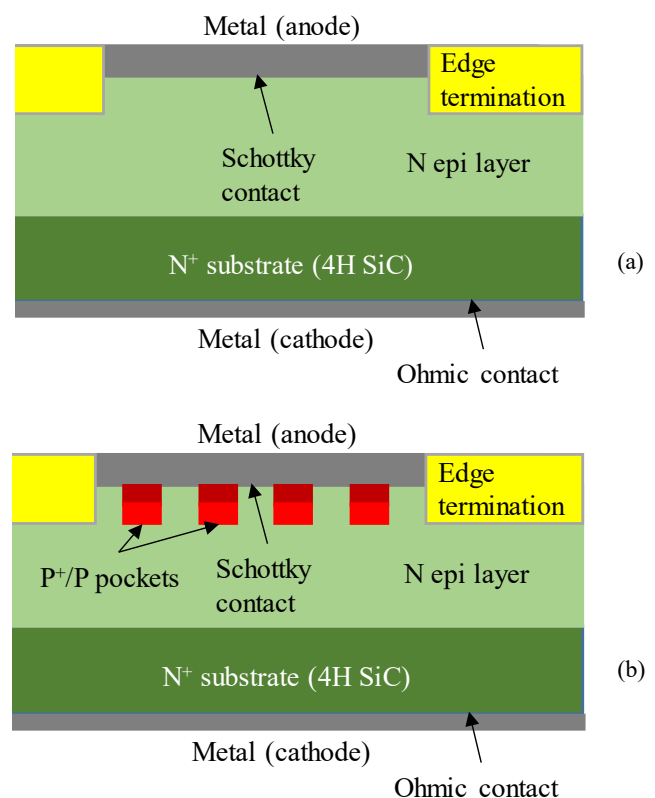 Metal (anode)
Edge
termination
Schottky
contact
N epi layer
N⁺ substrate (4H SiC)
(a)
Metal (cathode)
Ohmic contact
Metal (anode)
Edge
termination
P⁺/P pockets
Schottky
contact
N epi layer
N⁺ substrate (4H SiC)
(b)
Metal (cathode)
Ohmic contact